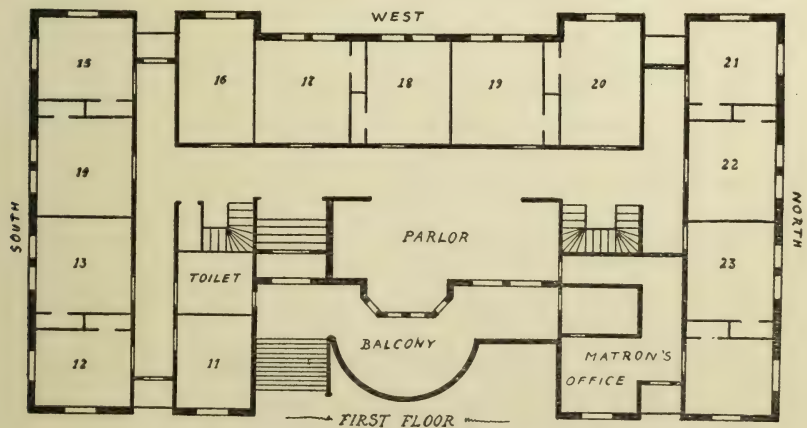 WEST
15
16
17
18
19
20
21
14
22
SOUTH
NORTH
PARLOR
13
TOILET
23
BALCONY
MATRON'S
OFFICE
12
11
FIRST FLOOR